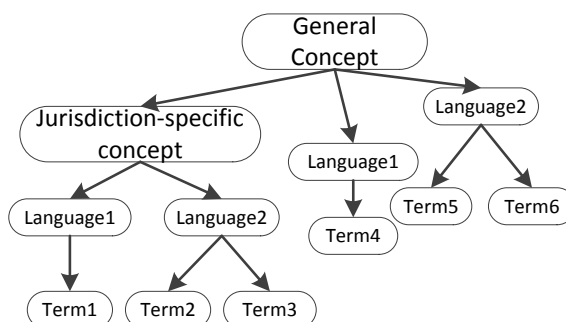 General
Concept
Jurisdiction-specific
concept
Language2
Language1
Term5
Term6
Language1
Language2
Term4
Term1
Term2
Term3